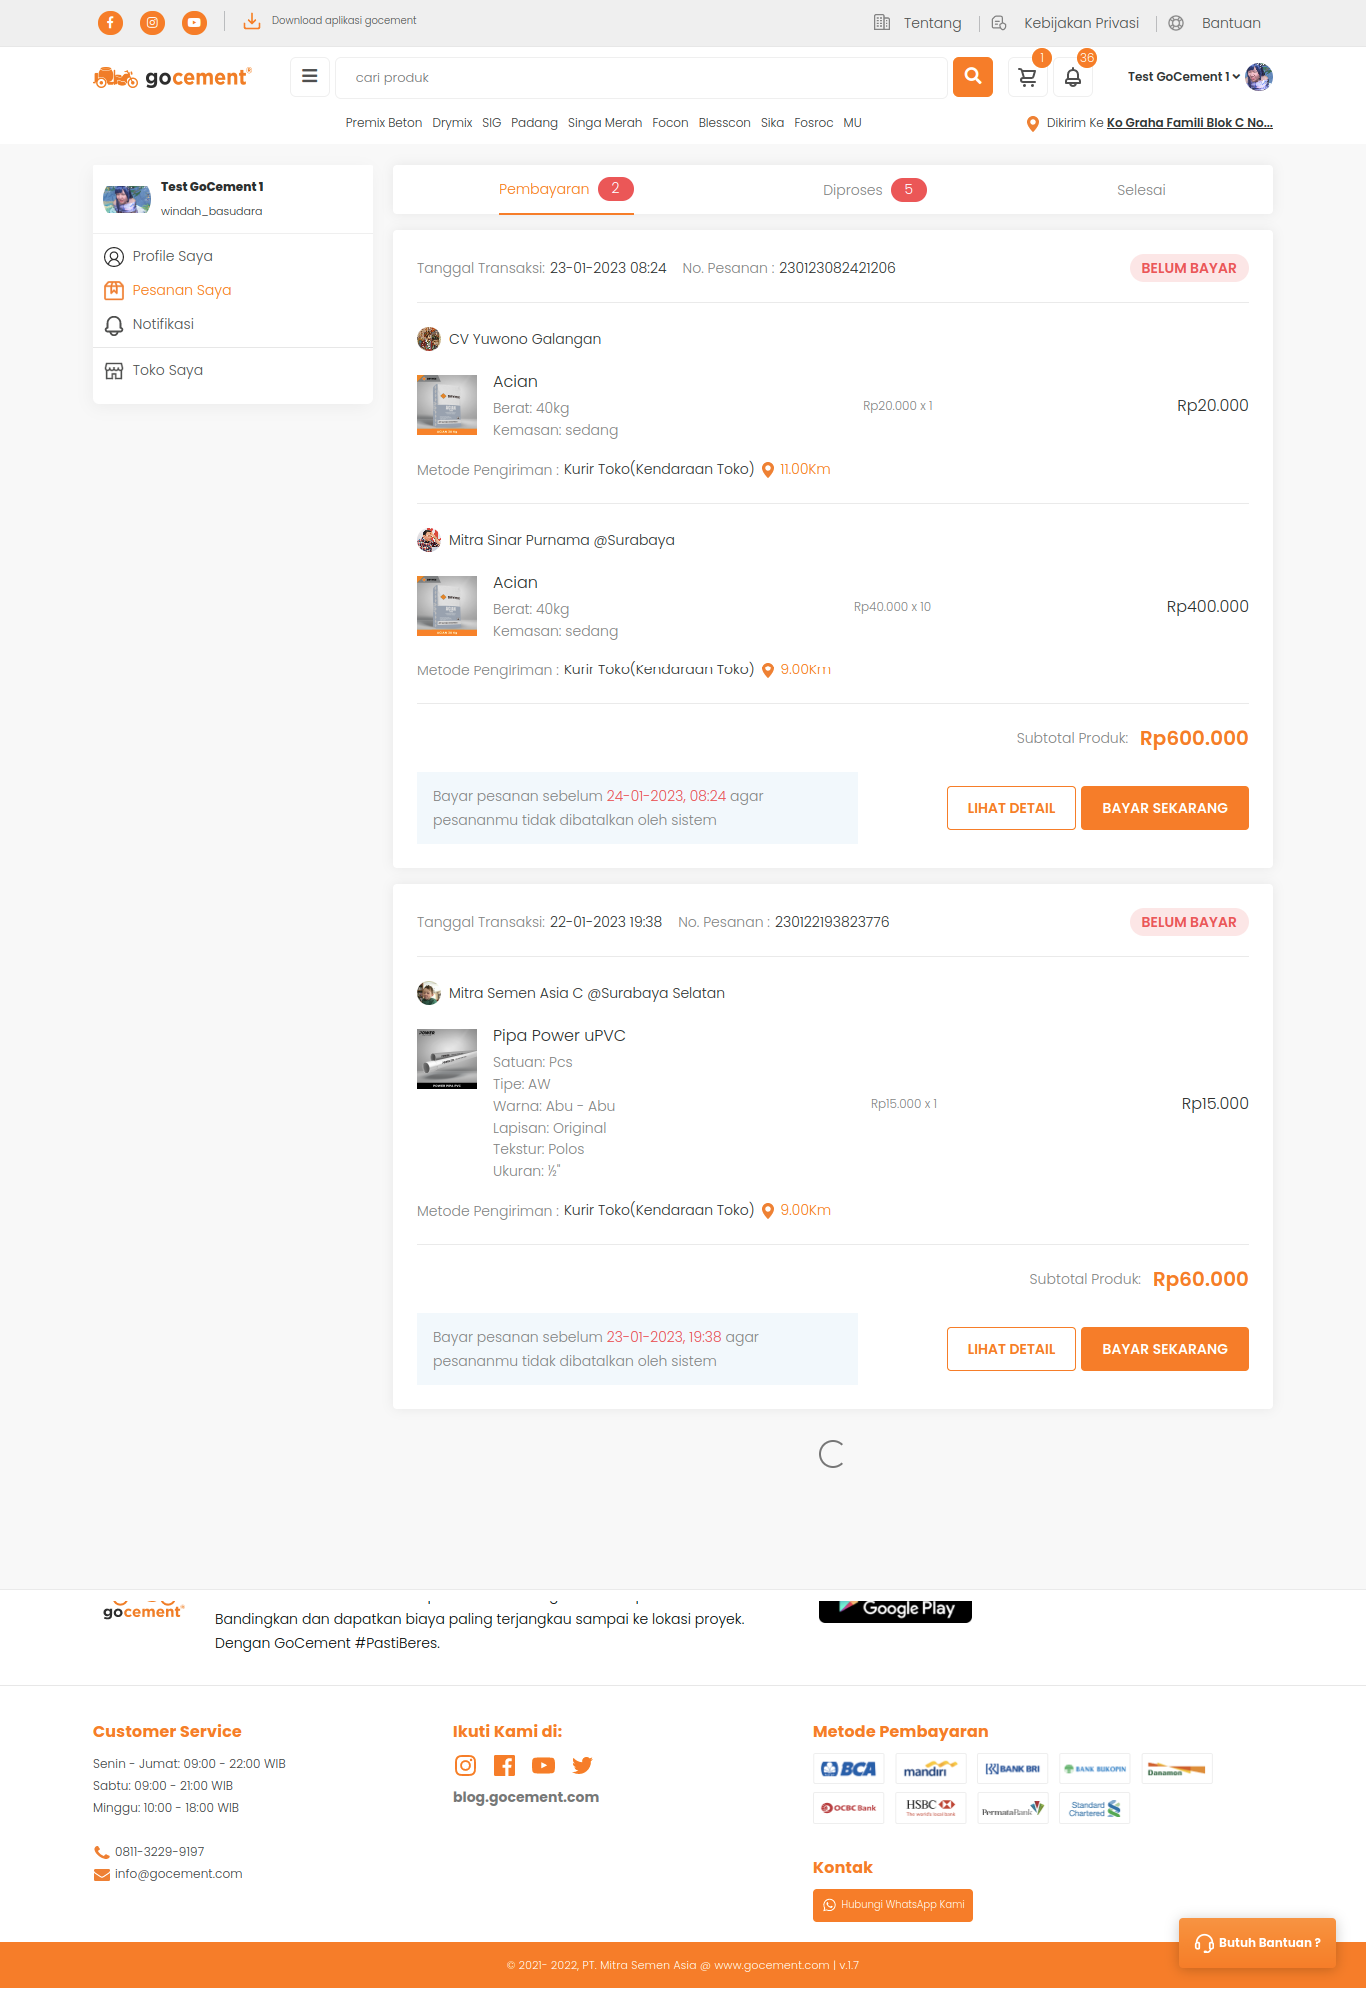 Download aplikasi gocement
Tentang
Kebijakan Privasi
Bantuan
gocement®
cari produk
1
36
Test GoCement 1
Premix Beton Drymix SIG Padang Singa Merah Focon Blesscon Sika Fosroc MU
Dikirim Ke Ko Graha Famili Blok C No...
Test GoCement 1
windah_basudara
Profile Saya
Pesanan Saya
Notifikasi
Toko Saya
Pembayaran 2
Diproses 5
Selesai
Tanggal Transaksi: 23-01-2023 08:24 No. Pesanan : 230123082421206
BELUM BAYAR
CV Yuwono Galangan
Acian
Berat: 40kg
Kemasan: sedang
Rp20.000 x 1
Rp20.000
Metode Pengiriman : Kurir Toko(Kendaraan Toko) 11.00Km
Mitra Sinar Purnama @Surabaya
Acian
Berat: 40kg
Kemasan: sedang
Rp40.000 x 10
Rp400.000
Metode Pengiriman : Kurir Toko(Kendaraan Toko) 9.00Km
Subtotal Produk: Rp600.000
Bayar pesanan sebelum 24-01-2023, 08:24 agar
pesananmu tidak dibatalkan oleh sistem
LIHAT DETAIL
BAYAR SEKARANG
Tanggal Transaksi: 22-01-2023 19:38 No. Pesanan : 230122193823776
BELUM BAYAR
Mitra Semen Asia C @Surabaya Selatan
POWER PIPA PVC
Pipa Power uPVC
Satuan: Pcs
Tipe: AW
Warna: Abu - Abu
Lapisan: Original
Tekstur: Polos
Ukuran: ½"
Rp15.000 x 1
Rp15.000
Metode Pengiriman : Kurir Toko(Kendaraan Toko) 9.00Km
Subtotal Produk: Rp60.000
Bayar pesanan sebelum 23-01-2023, 19:38 agar
pesananmu tidak dibatalkan oleh sistem
LIHAT DETAIL
BAYAR SEKARANG
gocement®
Bandingkan dan dapatkan biaya paling terjangkau sampai ke lokasi proyek.
Dengan GoCement #PastiBeres.
Google Play
Customer Service
Senin - Jumat: 09:00 - 22:00 WIB
Sabtu: 09:00 - 21:00 WIB
Minggu: 10:00 - 18:00 WIB
0811-3229-9197
info@gocement.com
Ikuti Kami di:
blog.gocement.com
Metode Pembayaran
BCA
mandiri
BANK BRI
BANK BUKOPIN
Danamon
OCBC Bank
HSBC
The world's local bank
PermataBank
Standard
Chartered
Kontak
Hubungi WhatsApp Kami
Butuh Bantuan ?
© 2021- 2022, PT. Mitra Semen Asia @ www.gocement.com | v.1.7